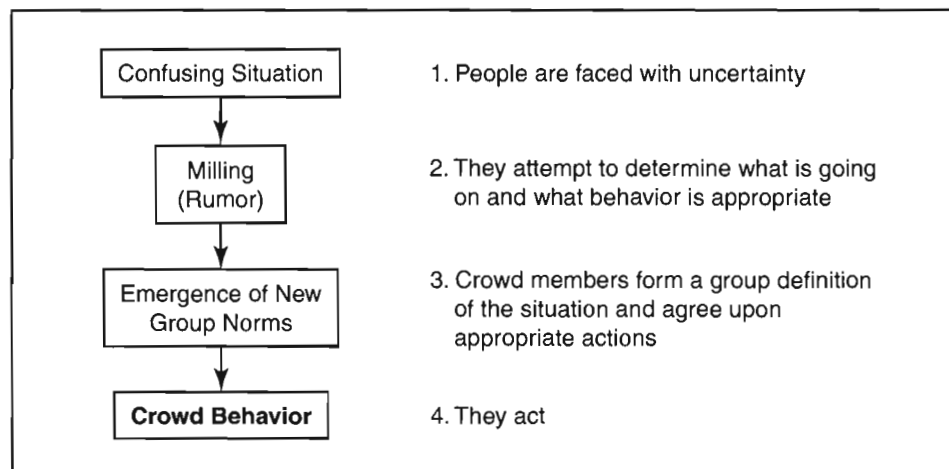 Confusing Situation
1. People are faced with uncertainty
Milling
(Rumor)
2. They attempt to determine what is going
on and what behavior is appropriate
Emergence of New
Group Norms
3. Crowd members form a group definition
of the situation and agree upon
appropriate actions
Crowd Behavior
4. They act